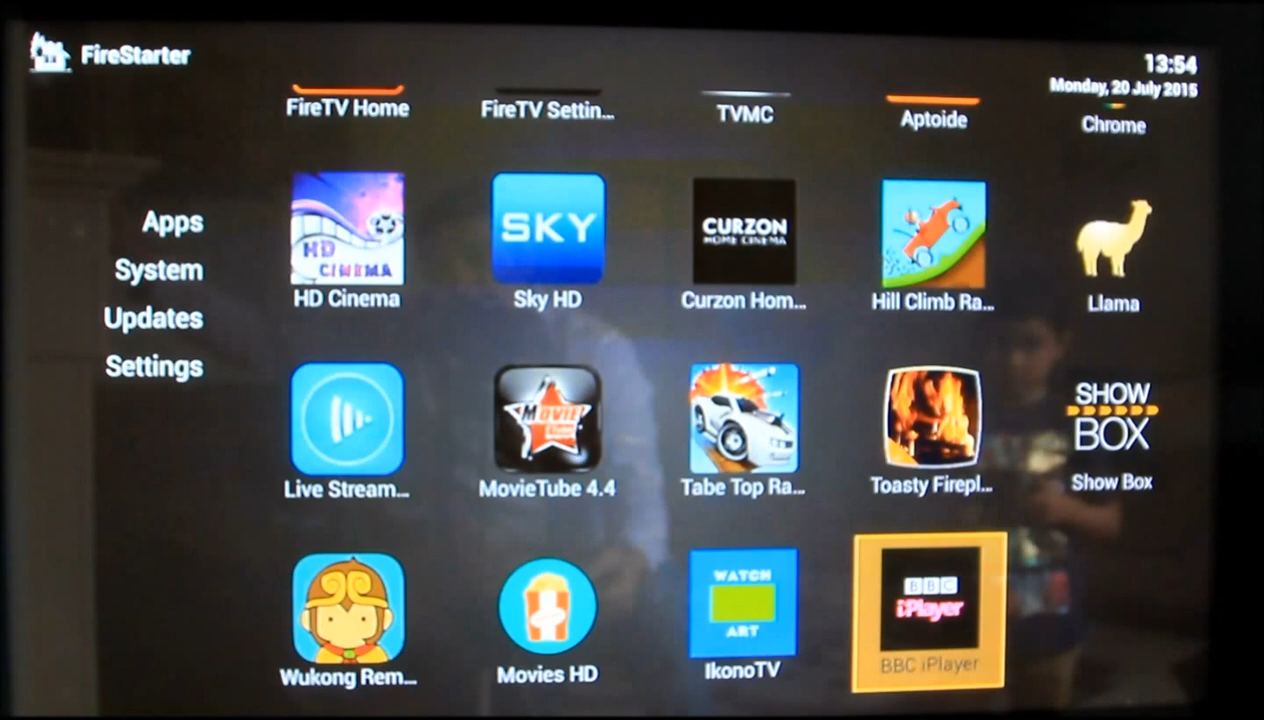 FireStarter
13:54
Monday, 20 July 2015
FireTV Home
FireTV Settin...
TVMC
Aptoide
Chrome
Apps
System
Updates
Settings
HD
CINEMA
HD Cinema
SKY
Sky HD
CURZON
HOME CINEMA
Curzon Hom...
Hill Climb Ra...
Llama
Live Stream...
MOVIE
MovieTube 4.4
Tabe Top Ra...
Toasty Firepl...
SHOW
BOX
Show Box
Wukong Rem...
Movies HD
WATCH
ART
IkonoTV
BBC
iPlayer
BBC iPlayer